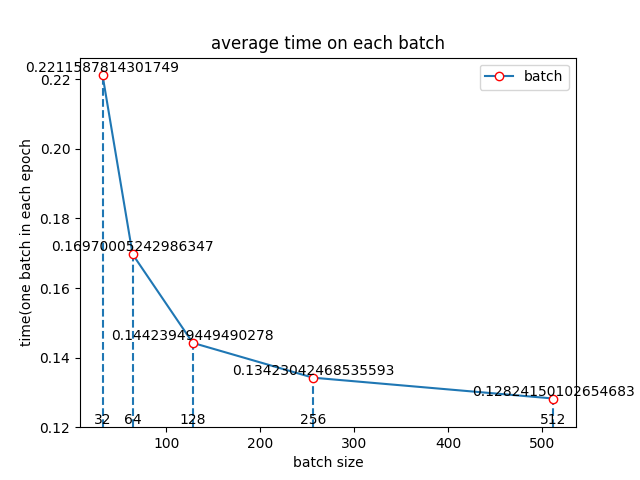 average time on each batch
batch
0.2211587814301749
0.16970005242986347
0.14423949449490278
0.13423042468535593
0.12824150102654683
0.22
0.20
0.18
0.16
0.14
0.12
time(one batch in each epoch
32 64 128 256 512
100 200 300 400 500
batch size